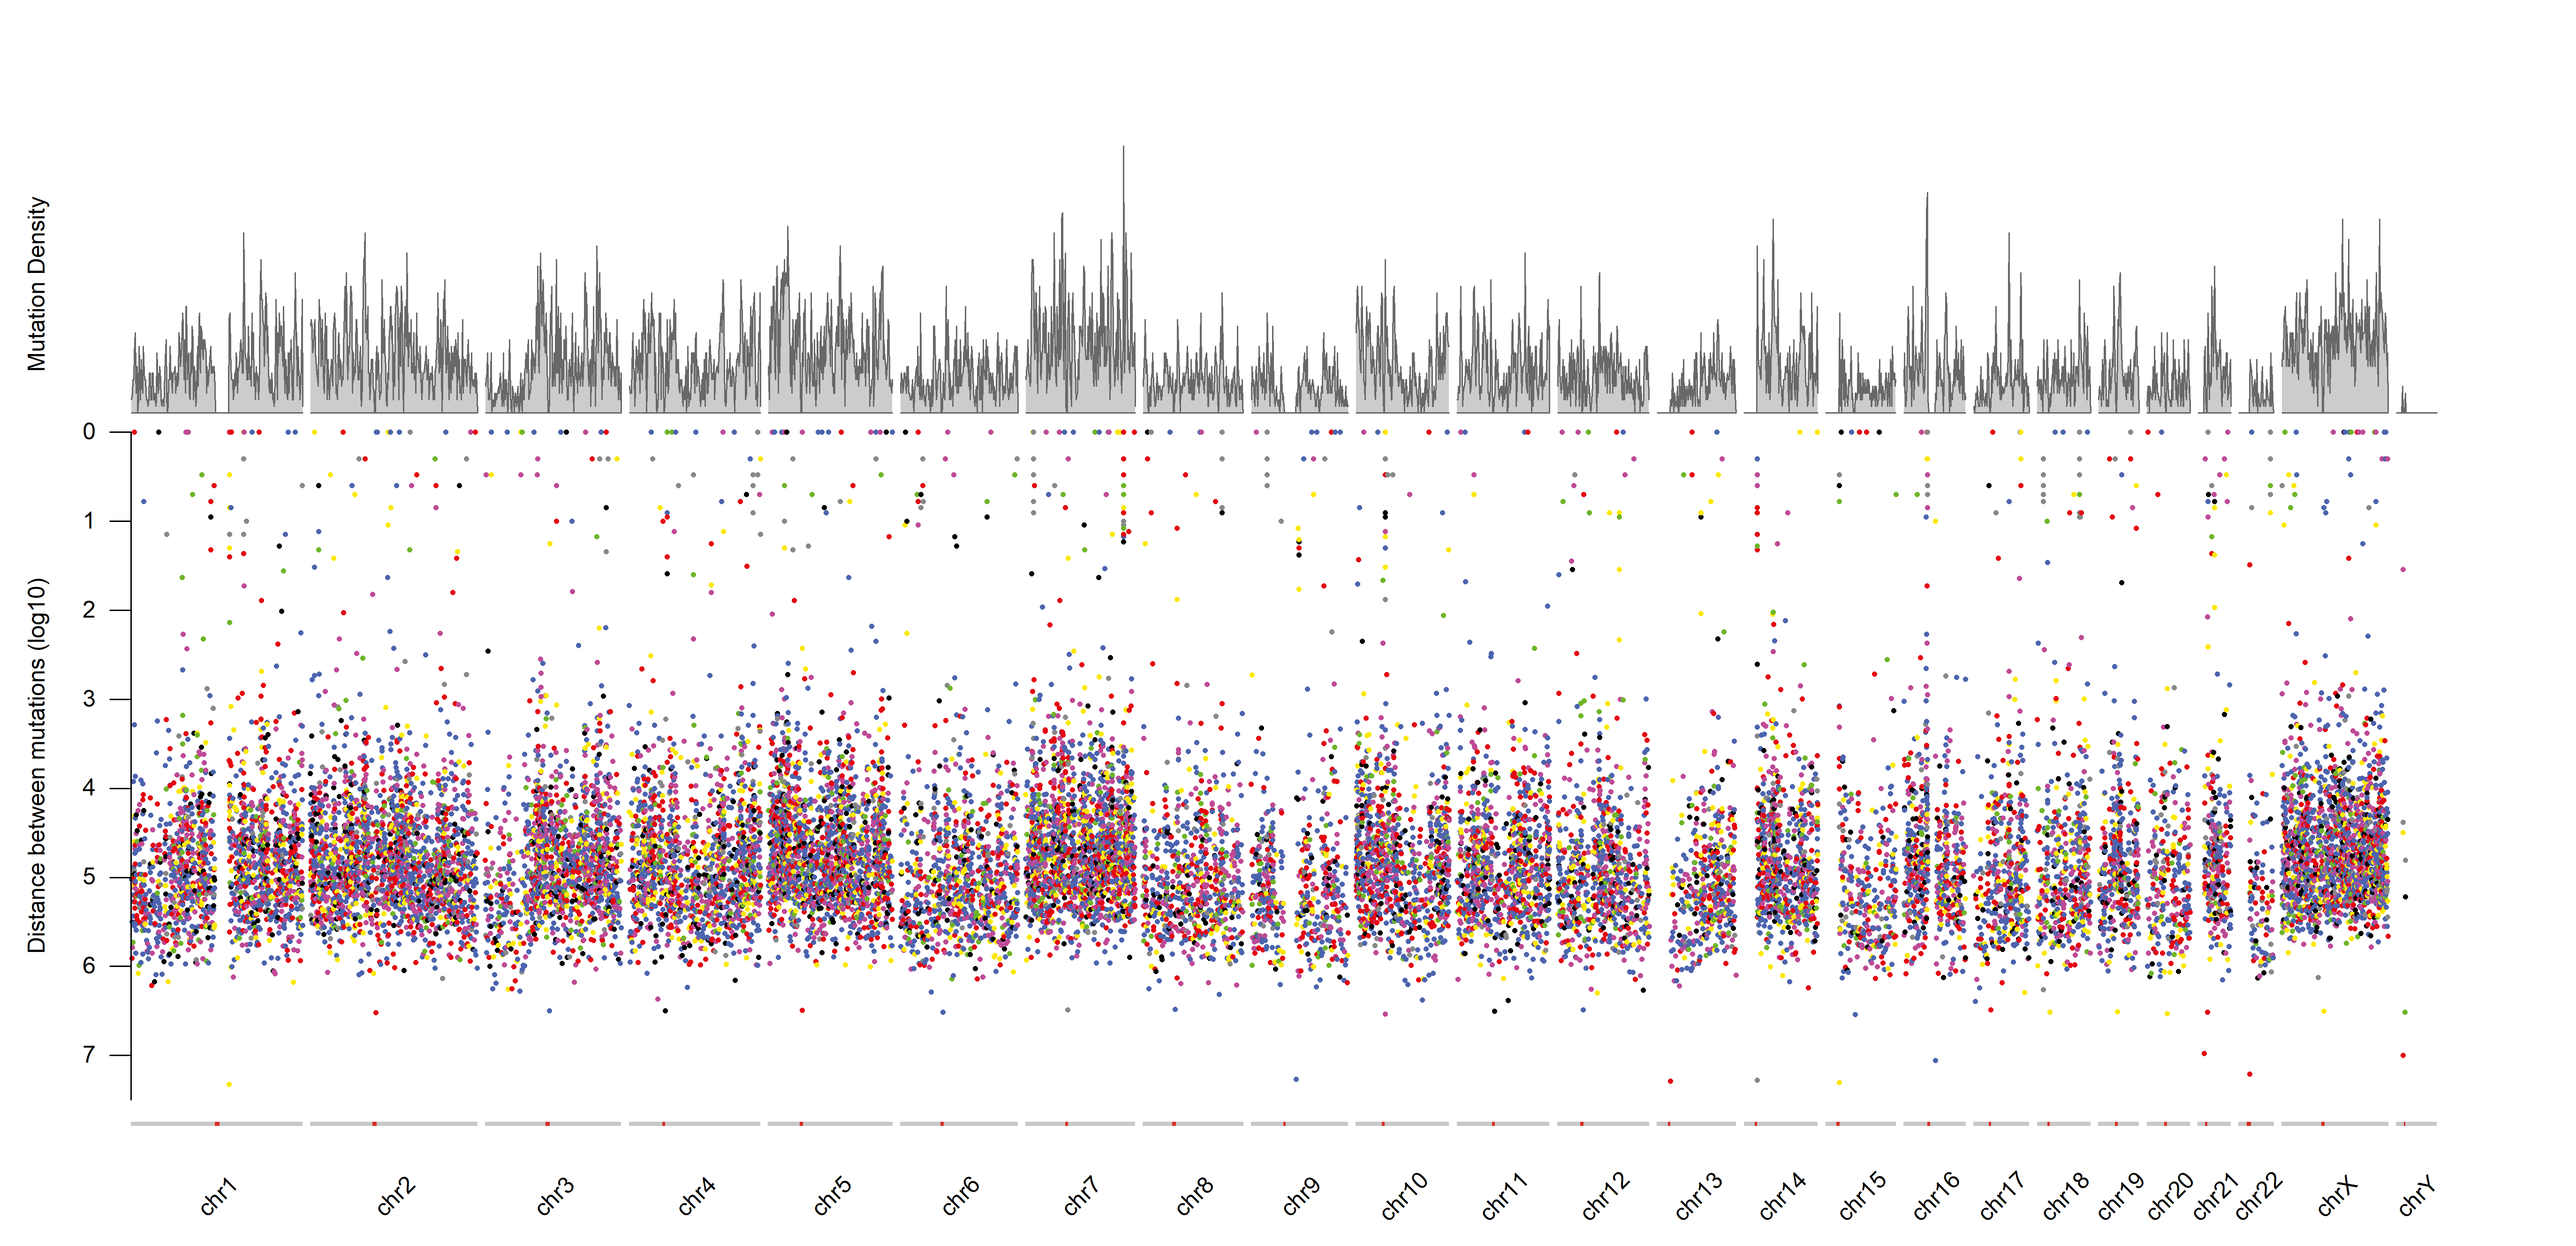 Mutation Density
Distance between mutations (log10)
0
1
2
3
4
5
6
7
chr1
chr2
chr3
chr4
chr5
chr6
chr7
chr8
chr9
chr10
chr11
chr12
chr13
chr14
chr15
chr16
chr17
chr18
chr19
chr20
chr21
chr22
chrX
chrY